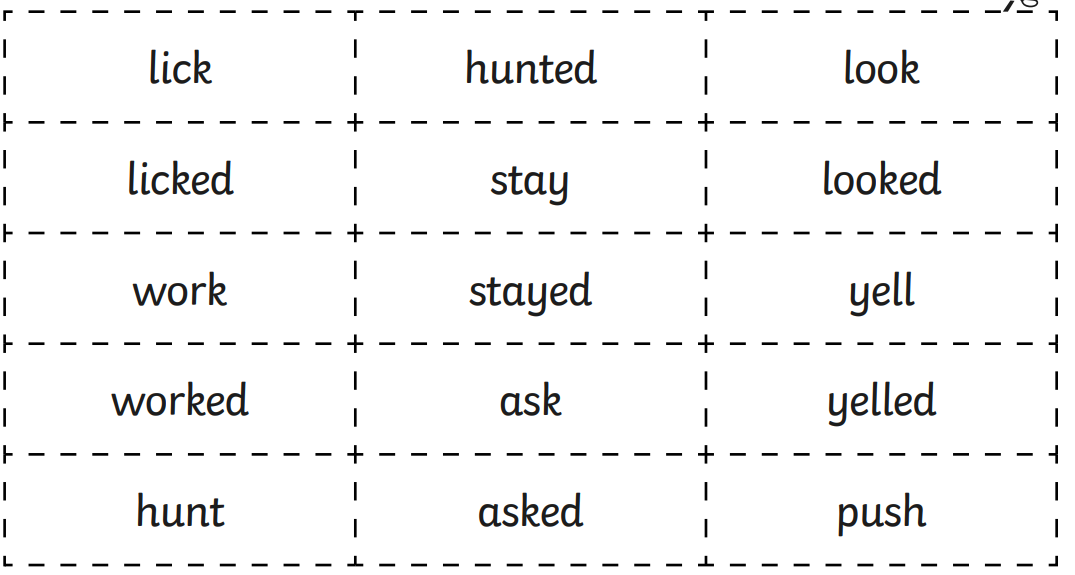 lick hunted look
licked stay looked
work stayed yell
worked ask yelled
hunt asked push